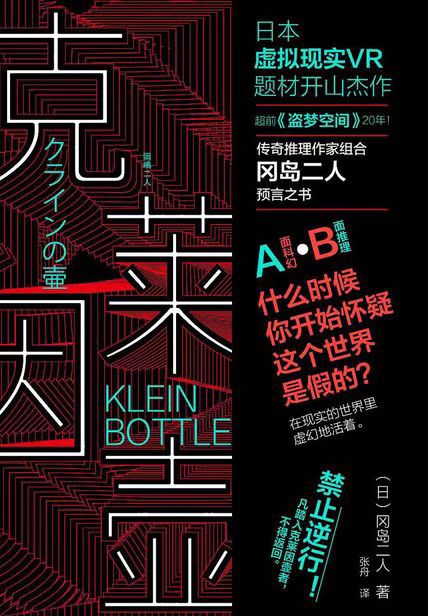 克莱因壶
クラインの壷
岡嶋二人
KLEIN
BOTTLE
日本
虚拟现实VR
题材开山杰作
超前《盗梦空间》20年!
传奇推理作家组合
冈岛二人
预言之书
A面科幻•B面推理
什么时候
你开始怀疑
这个世界
是假的?
在现实的世界里
虚幻地活着。
禁止逆行!
凡踏入克莱因壶者,
不得返回。
（日）冈岛二人 著
张舟 译